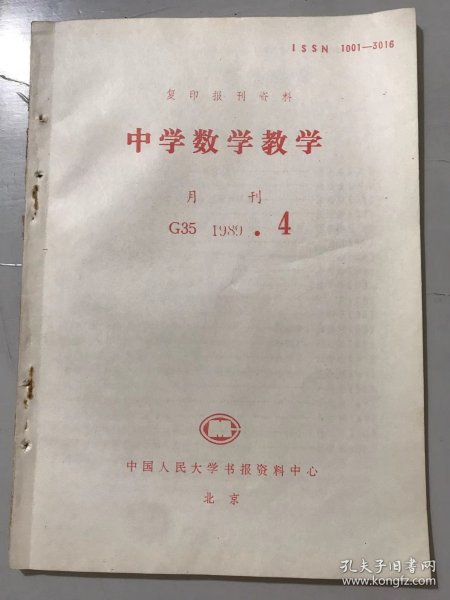 ISSN 1001—3016
复印报刊资料
中学数学教学
月刊
G35 1989.4
中国人民大学书报资料中心
北京
孔夫子旧书网
www.kongfz.com